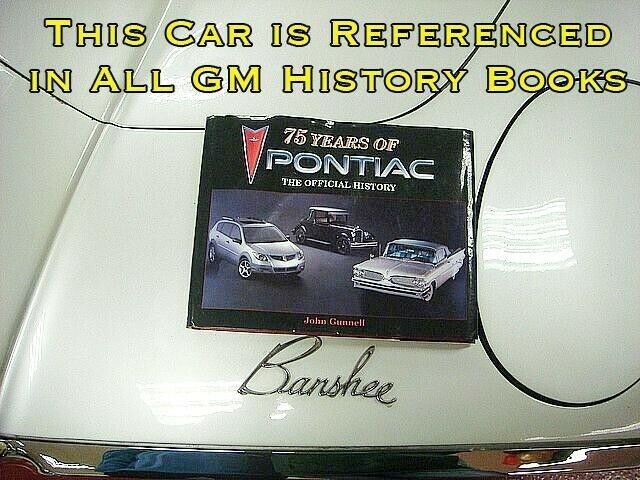 This Car is Referenced
in All GM History Books
75 YEARS OF
PONTIAC
THE OFFICIAL HISTORY
John Gunnell
Banshee